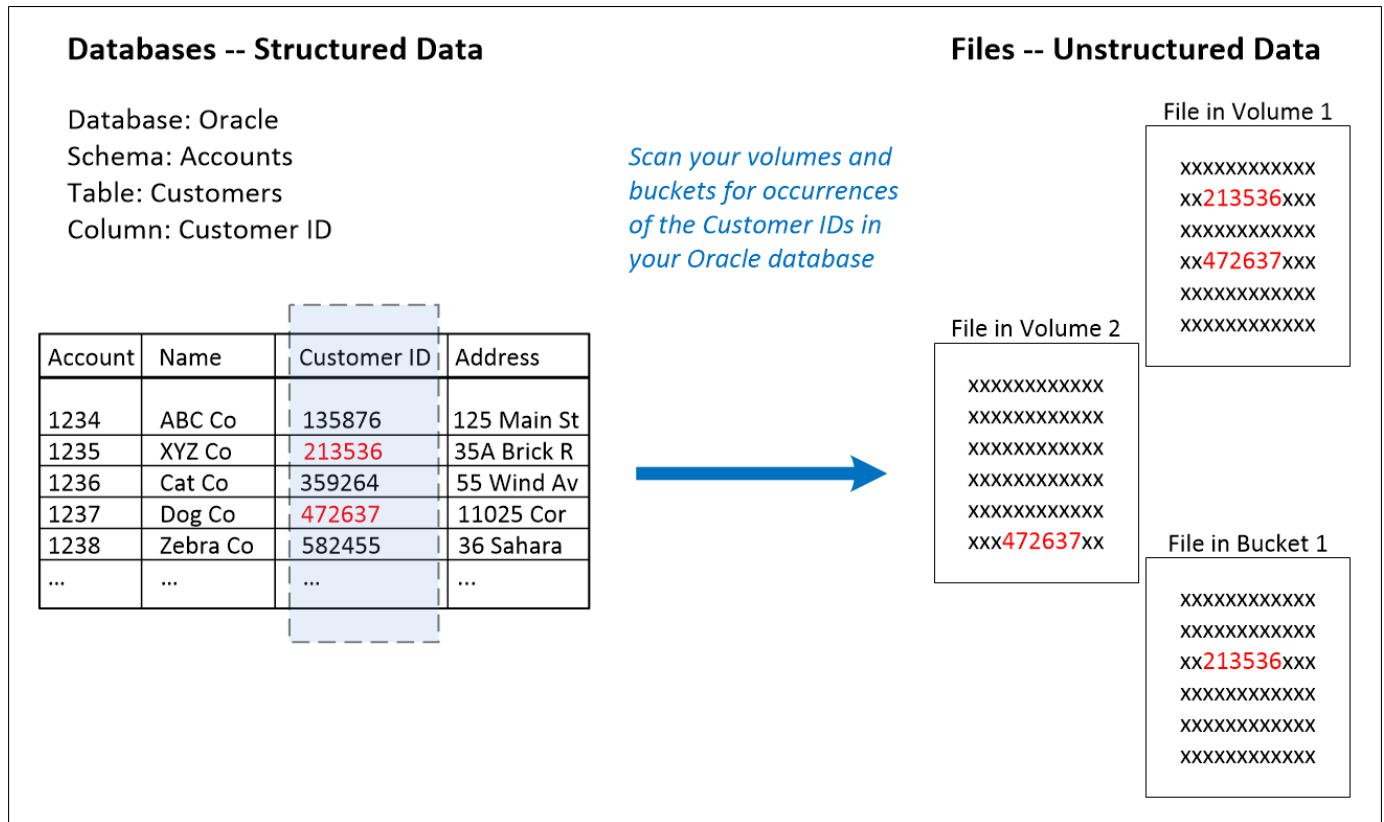 Databases -- Structured Data
Database: Oracle
Schema: Accounts
Table: Customers
Column: Customer ID
Account Name Customer ID Address
1234 ABC Co 135876 125 Main St
1235 XYZ Co 213536 35A Brick R
1236 Cat Co 359264 55 Wind Av
1237 Dog Co 472637 11025 Cor
1238 Zebra Co 582455 36 Sahara
... ... ... ...
Scan your volumes and
buckets for occurrences
of the Customer IDs in
your Oracle database
Files -- Unstructured Data
File in Volume 1
xxxxxxxxxxxx
xx213536xxx
xxxxxxxxxxxx
xx472637xxx
xxxxxxxxxxxx
xxxxxxxxxxxx
File in Volume 2
xxxxxxxxxxxx
xxxxxxxxxxxx
xxxxxxxxxxxx
xxxxxxxxxxxx
xxxxxxxxxxxx
xxx472637xx
File in Bucket 1
xxxxxxxxxxxx
xxxxxxxxxxxx
xx213536xxx
xxxxxxxxxxxx
xxxxxxxxxxxx
xxxxxxxxxxxx